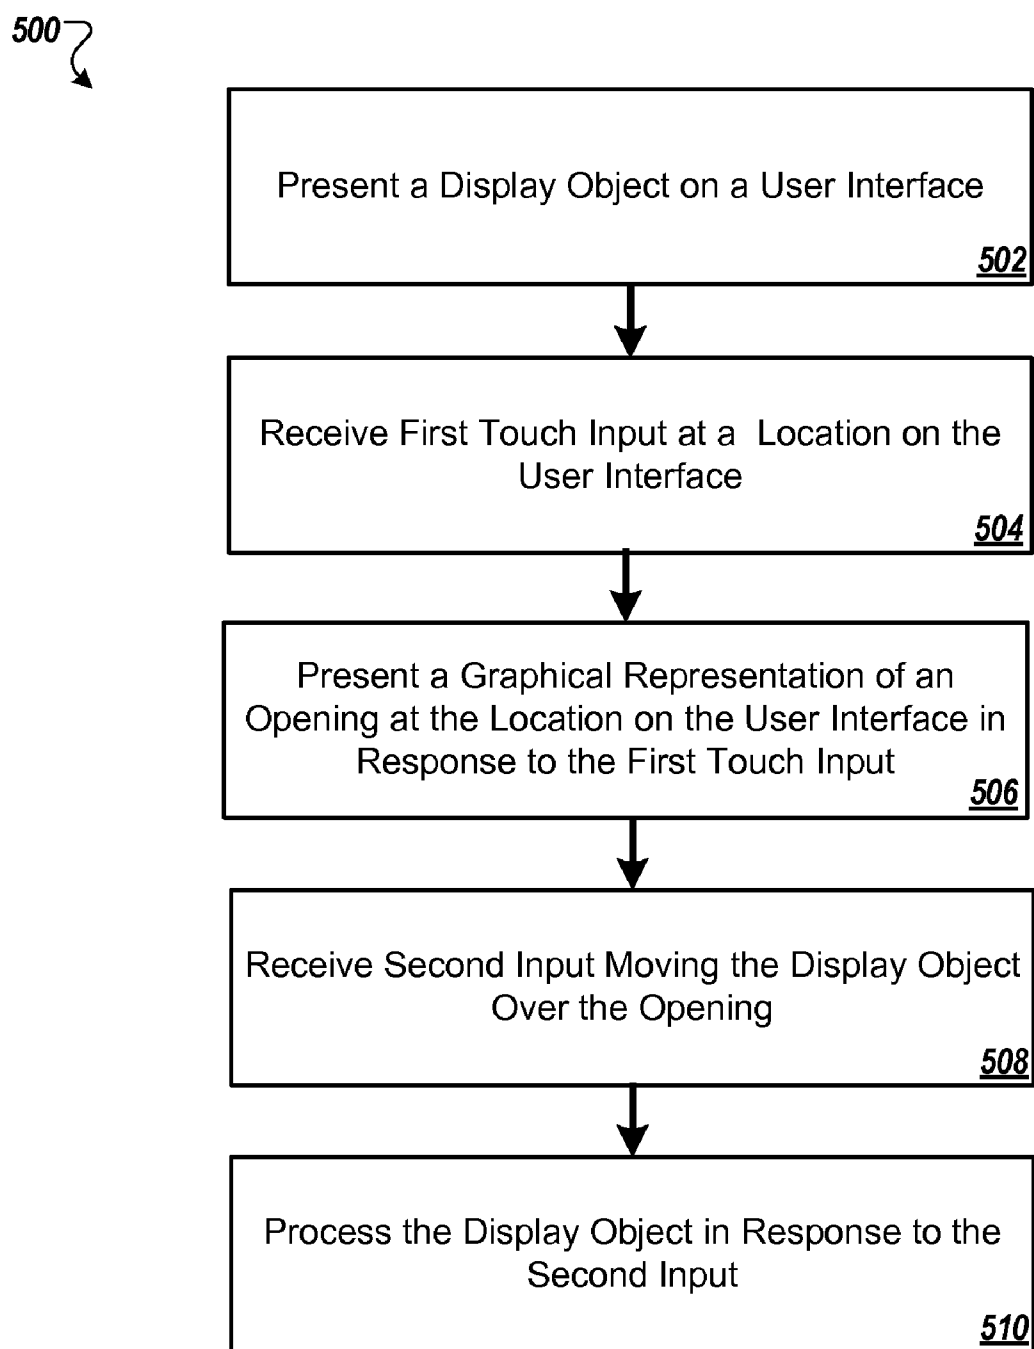 500
Present a Display Object on a User Interface
502
Receive First Touch Input at a Location on the
User Interface
504
Present a Graphical Representation of an
Opening at the Location on the User Interface in
Response to the First Touch Input
506
Receive Second Input Moving the Display Object
Over the Opening
508
Process the Display Object in Response to the
Second Input
510